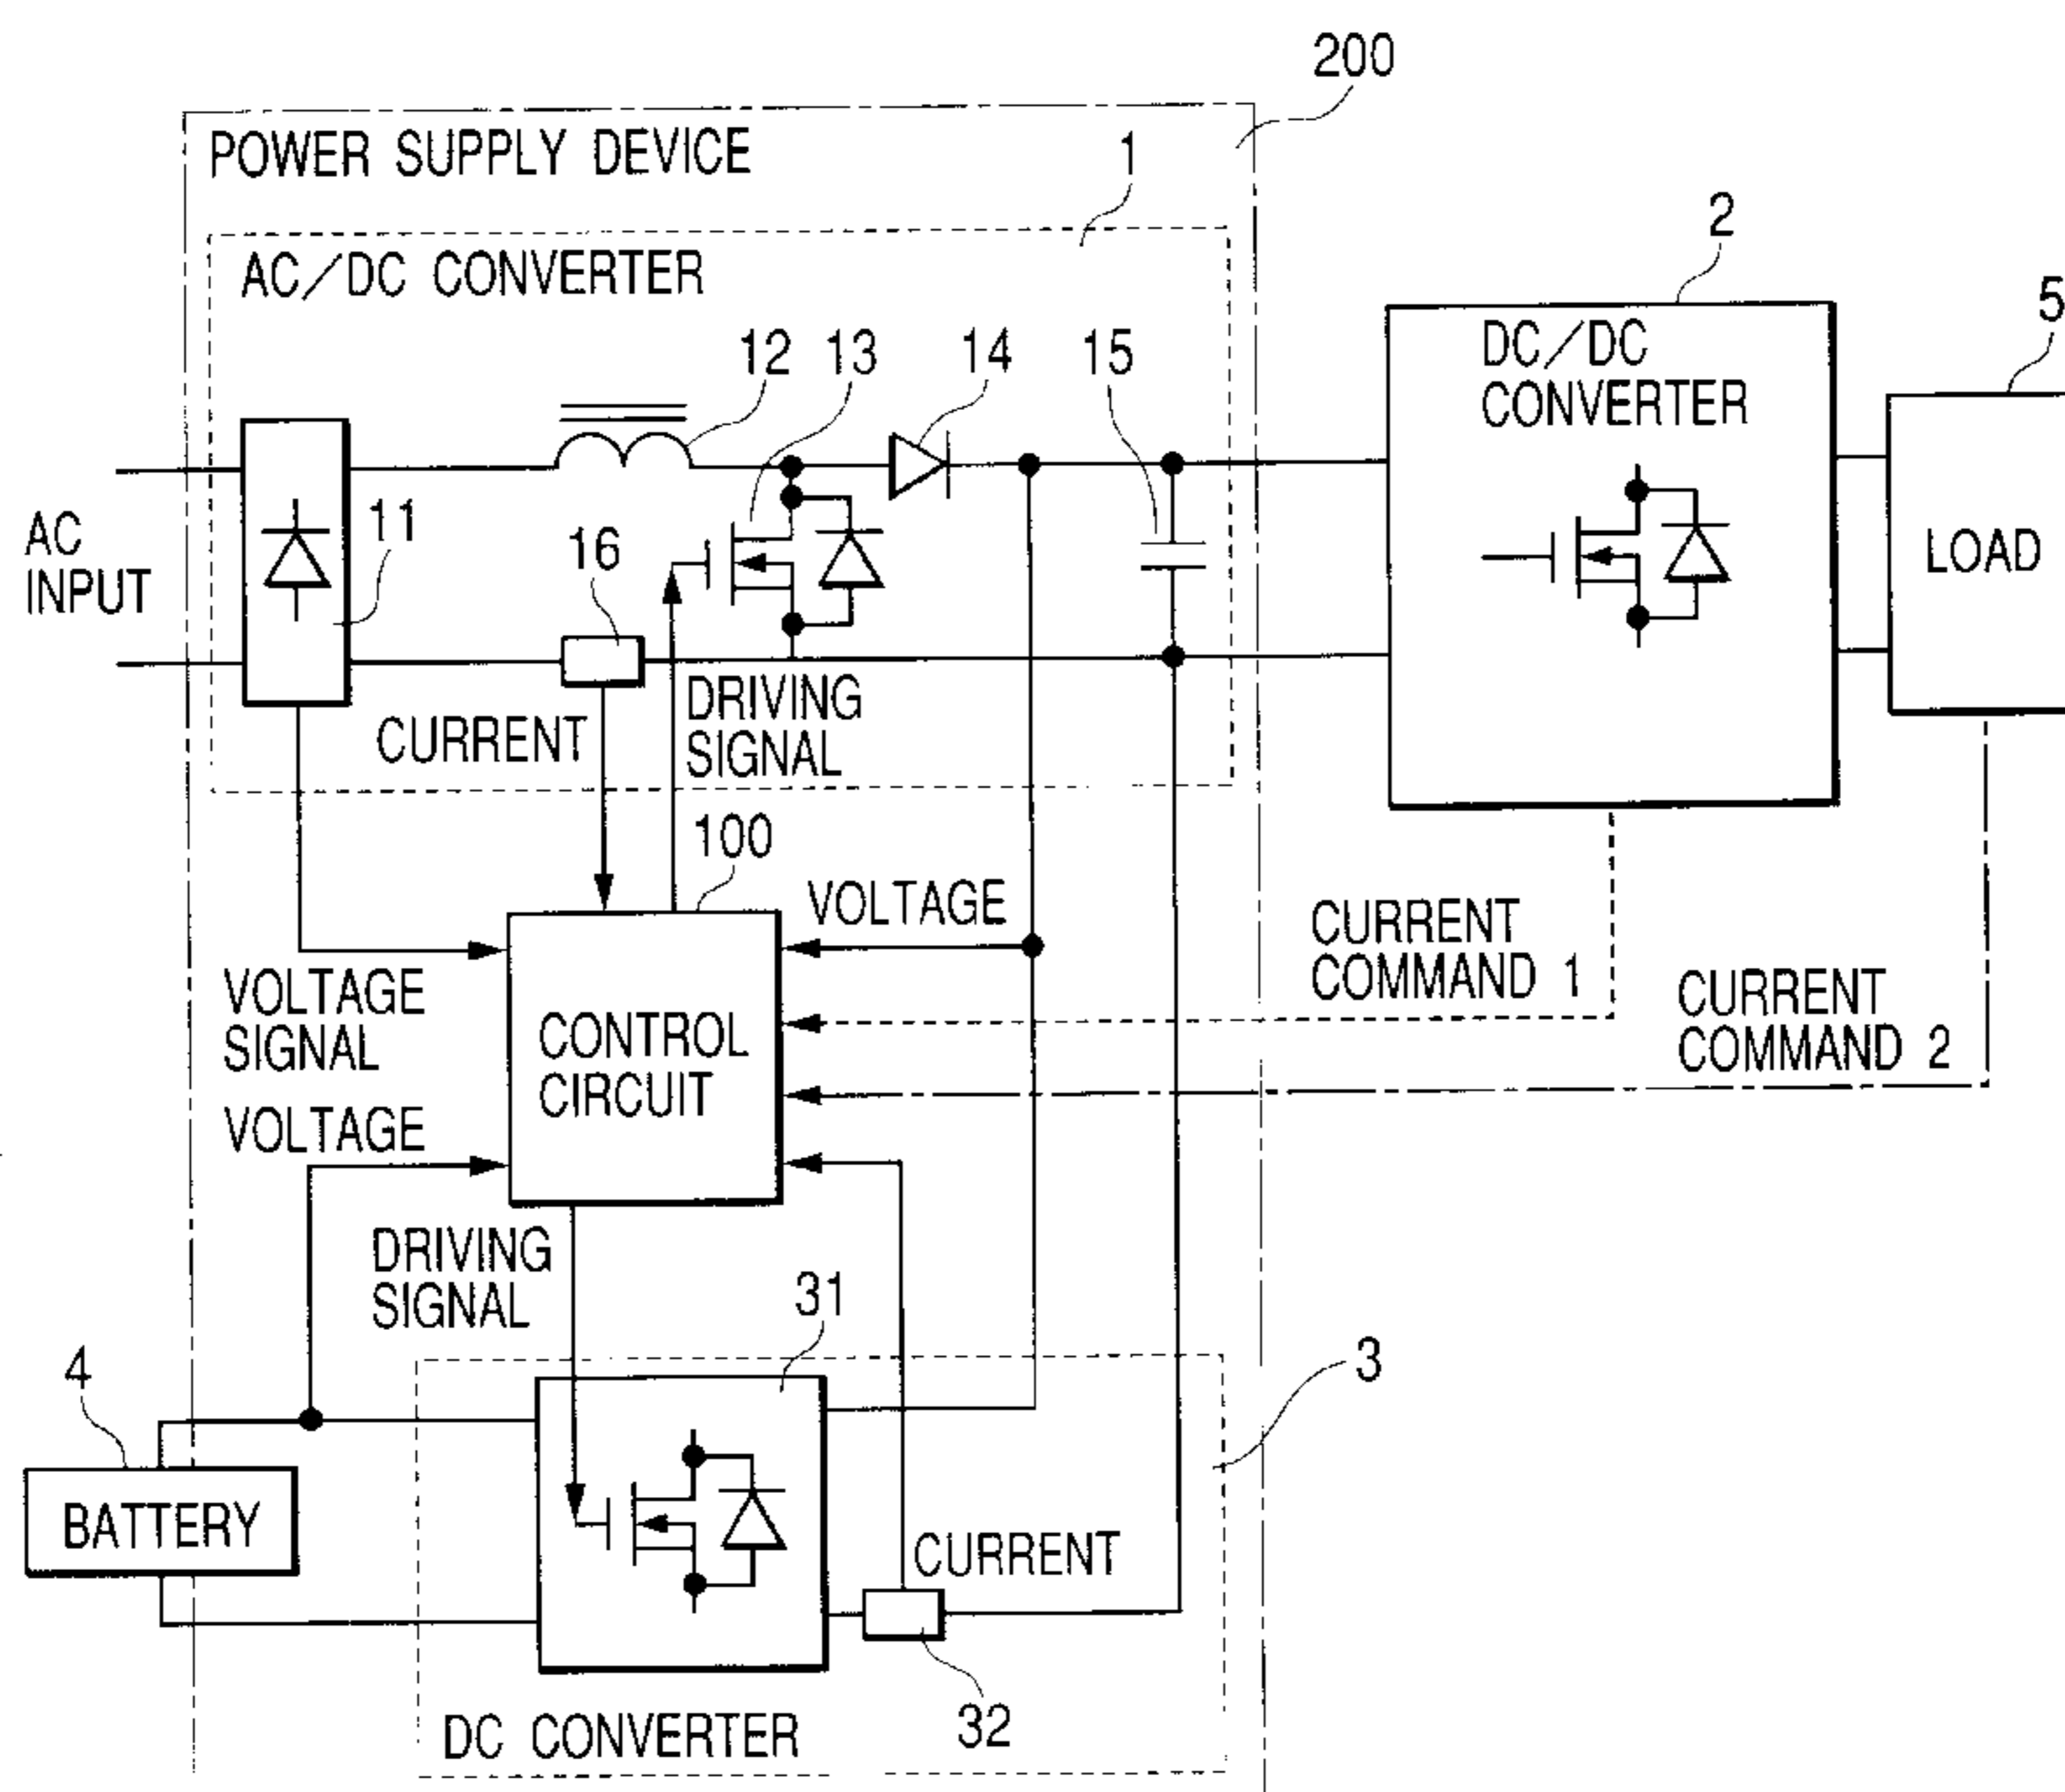 200
POWER SUPPLY DEVICE
1
AC/DC CONVERTER
2
5
12
13
14
15
DC/DC
CONVERTER
AC
INPUT
11
16
LOAD
CURRENT
DRIVING
SIGNAL
100
VOLTAGE
CURRENT
COMMAND 1
CURRENT
COMMAND 2
VOLTAGE
SIGNAL
CONTROL
CIRCUIT
VOLTAGE
DRIVING
SIGNAL
31
3
4
BATTERY
CURRENT
32
DC CONVERTER